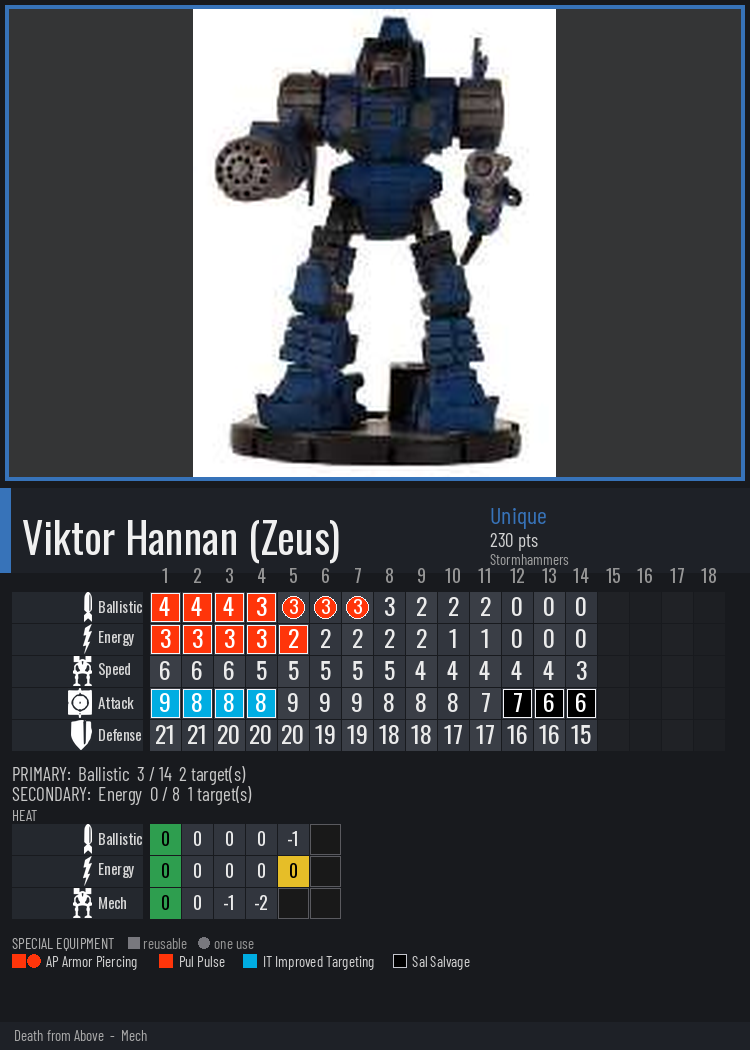 Viktor Hannan (Zeus)
Unique
230 pts
Stormhammers
1 2 3 4 5 6 7 8 9 10 11 12 13 14 15 16 17 18
Ballistic 4 4 4 3 3 3 3 3 2 2 2 0 0 0
Energy 3 3 3 3 2 2 2 2 2 1 1 0 0 0
Speed 6 6 6 5 5 5 5 5 4 4 4 4 4 3
Attack 9 8 8 8 9 9 9 8 8 8 7 7 6 6
Defense 21 21 20 20 20 19 19 18 18 17 17 16 16 15
PRIMARY: Ballistic 3 / 14 2 target(s)
SECONDARY: Energy 0 / 8 1 target(s)
HEAT
Ballistic 0 0 0 0 -1
Energy 0 0 0 0 0
Mech 0 0 -1 -2
SPECIAL EQUIPMENT reusable one use
AP Armor Piercing Pul Pulse IT Improved Targeting Sal Salvage
Death from Above - Mech